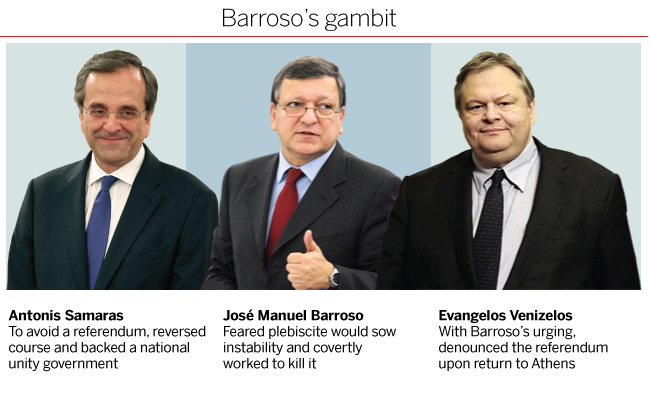 Barroso’s gambit
Antonis Samaras
To avoid a referendum, reversed
course and backed a national
unity government
José Manuel Barroso
Feared plebiscite would sow
instability and covertly
worked to kill it
Evangelos Venizelos
With Barroso’s urging,
denounced the referendum
upon return to Athens